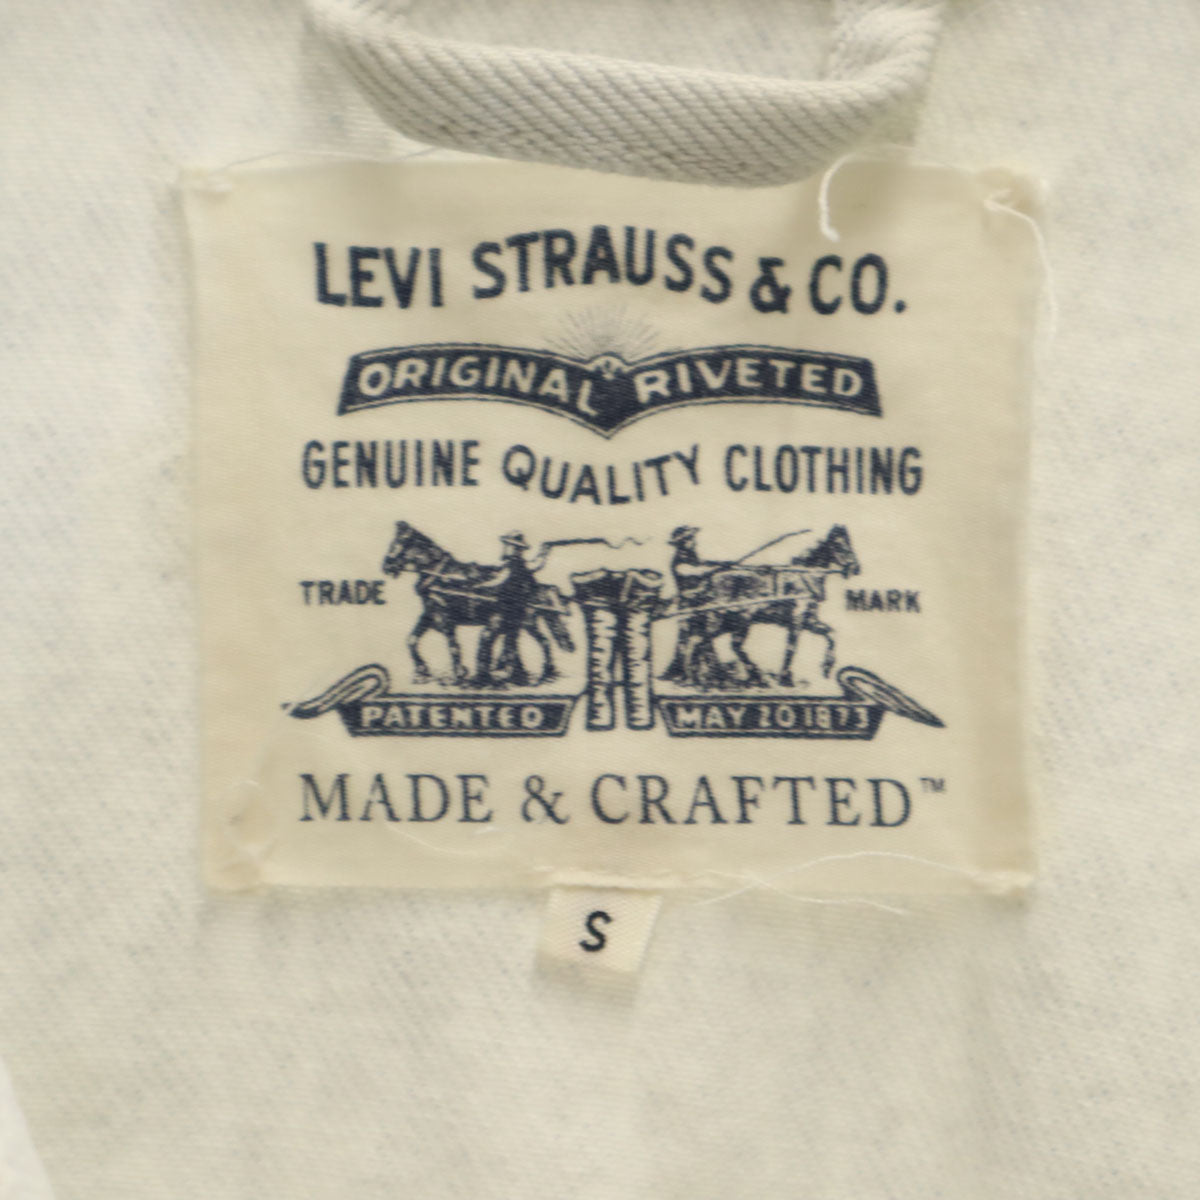 LEVI STRAUSS & CO.
ORIGINAL RIVETED
GENUINE QUALITY CLOTHING
TRADE MARK
PATENTED MAY 20 1873
MADE & CRAFTED™
S